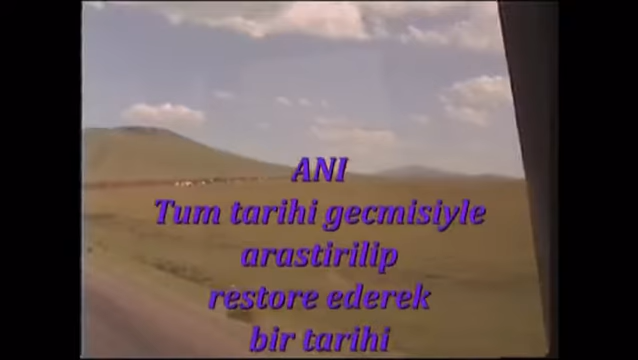 ANI
Tum tarihi gecmisiyle
arastirilip
restore ederek
bir tarihi